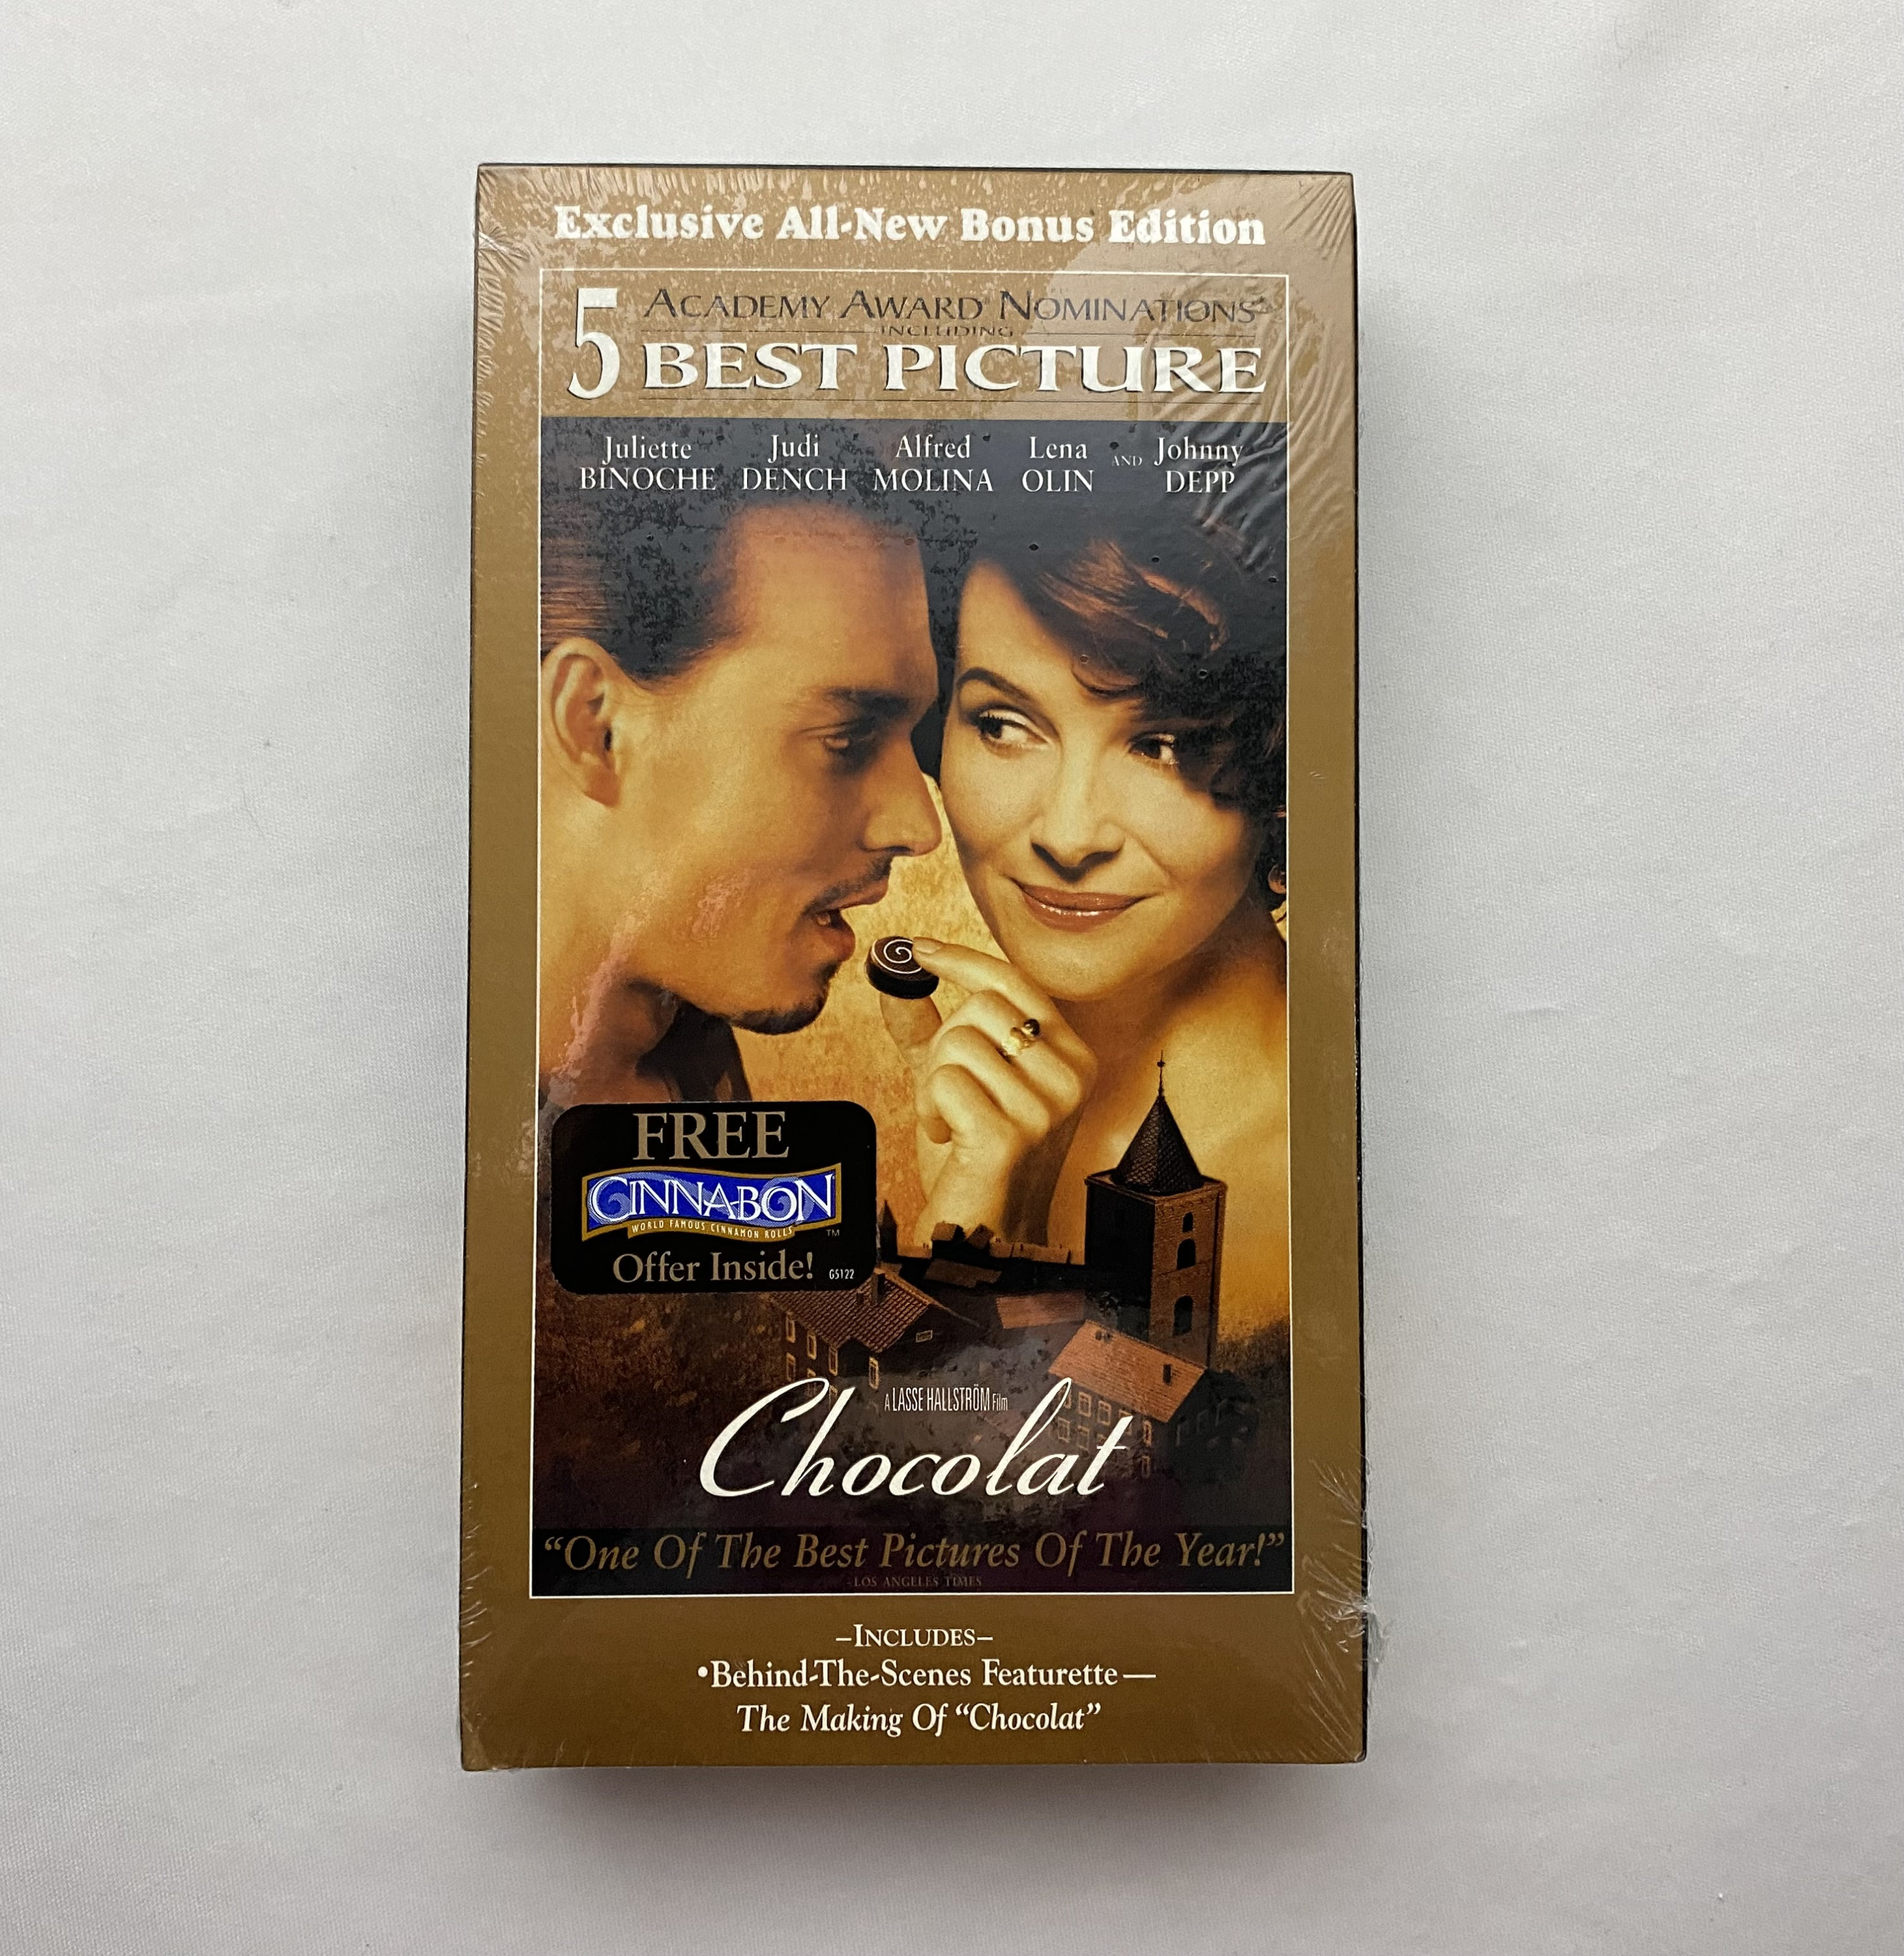 Exclusive All-New Bonus Edition
5 ACADEMY AWARD® NOMINATIONS
INCLUDING
BEST PICTURE
Juliette BINOCHE Judi DENCH Alfred MOLINA Lena OLIN AND Johnny DEPP
FREE
CINNABON
WORLD FAMOUS CINNAMON ROLLS
TM
Offer Inside! G5122
A LASSE HALLSTRÖM Film
Chocolat
“One Of The Best Pictures Of The Year!”
-LOS ANGELES TIMES
–INCLUDES–
•Behind-The-Scenes Featurette—
The Making Of “Chocolat”